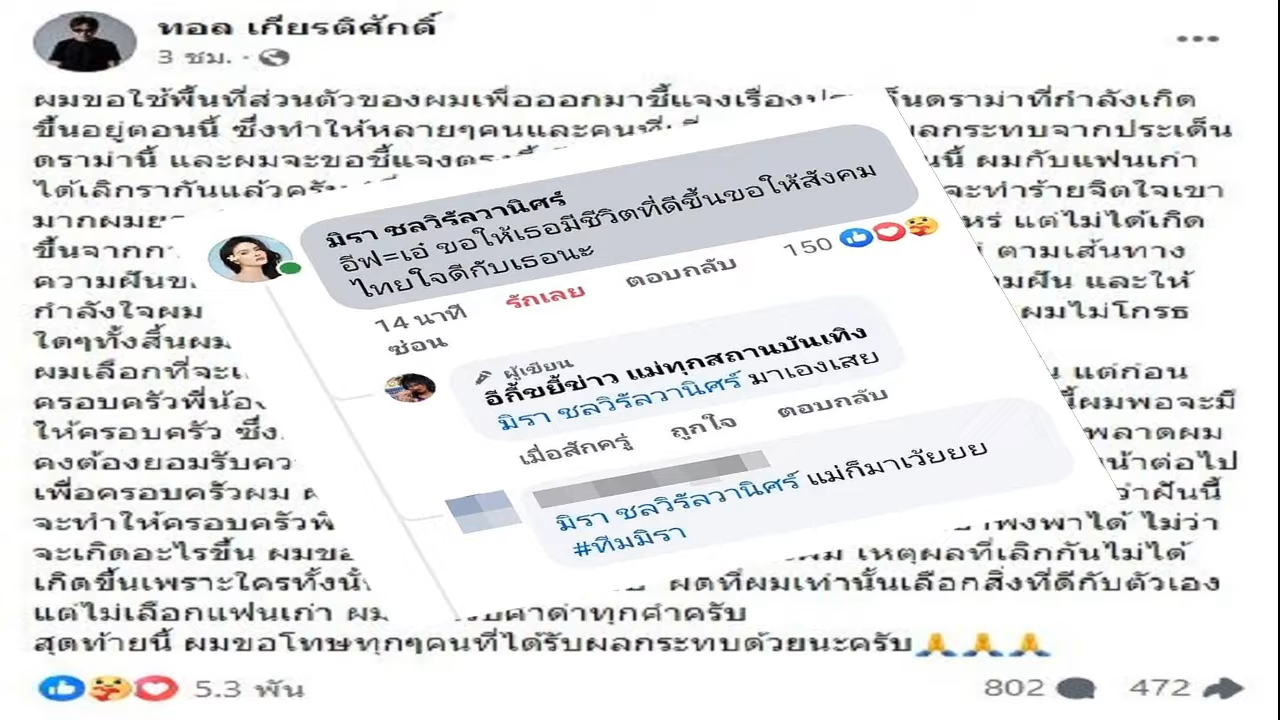 ทอล เกียรติศักดิ์
3 ชม.
ผมขอใช้พื้นที่ส่วนตัวของผมเพื่อออกมาชี้แจงเรื่อง ดราม่าที่กำลังเกิด
ขึ้นอยู่ตอนนี้ ซึ่งทำให้หลายๆคนและคนที่ ผลกระทบจากประเด็น
ดราม่านี้ และผมจะขอชี้แจงตรงนี้ ผมกับแฟนเก่า
ได้เลิกรากันแล้วครับ จะทำร้ายจิตใจเขา
มากผม แต่ไม่ได้เกิด
ขึ้นจาก ตามเส้นทาง
ความฝัน และให้
กำลังใจผม ผมไม่โกรธ
ใดๆทั้งสิ้นผม
ผมเลือกที่จะ แต่ก่อน
ครอบครัวพี่น้อง ผมพอจะมี
ให้ครอบครัว ซึ่ง พลาดผม
คงต้องยอมรับ ต่อไป
เพื่อครอบครัวผม ว่าฝันนี้
จะทำให้ครอบครัว พึ่งพาได้ ไม่ว่า
จะเกิดอะไรขึ้น ผมขอ เหตุผลที่เลิกกันไม่ได้
เกิดขึ้นเพราะใครทั้งนั้น ผิดที่ผมเท่านั้นเลือกสิ่งที่ดีกับตัวเอง
แต่ไม่เลือกแฟนเก่า คำด่าทุกคำครับ
สุดท้ายนี้ ผมขอโทษทุกๆคนที่ได้รับผลกระทบด้วยนะครับ🙏🙏🙏
5.3 พัน 802 472
มิรา ชลวิรัลวานิศร์
อีฟ=เอ๋ ขอให้เธอมีชีวิตที่ดีขึ้นขอให้สังคม
ไทยใจดีกับเธอนะ
14 นาที รักเลย ตอบกลับ 150
ซ่อน
ผู้เขียน
อีกี้ขยี้ข่าว แม่ทุกสถานบันเทิง
มิรา ชลวิรัลวานิศร์ มาเองเสย
เมื่อสักครู่ ถูกใจ ตอบกลับ
มิรา ชลวิรัลวานิศร์ แม่ก็มาเว้ยยย
#ทีมมิรา